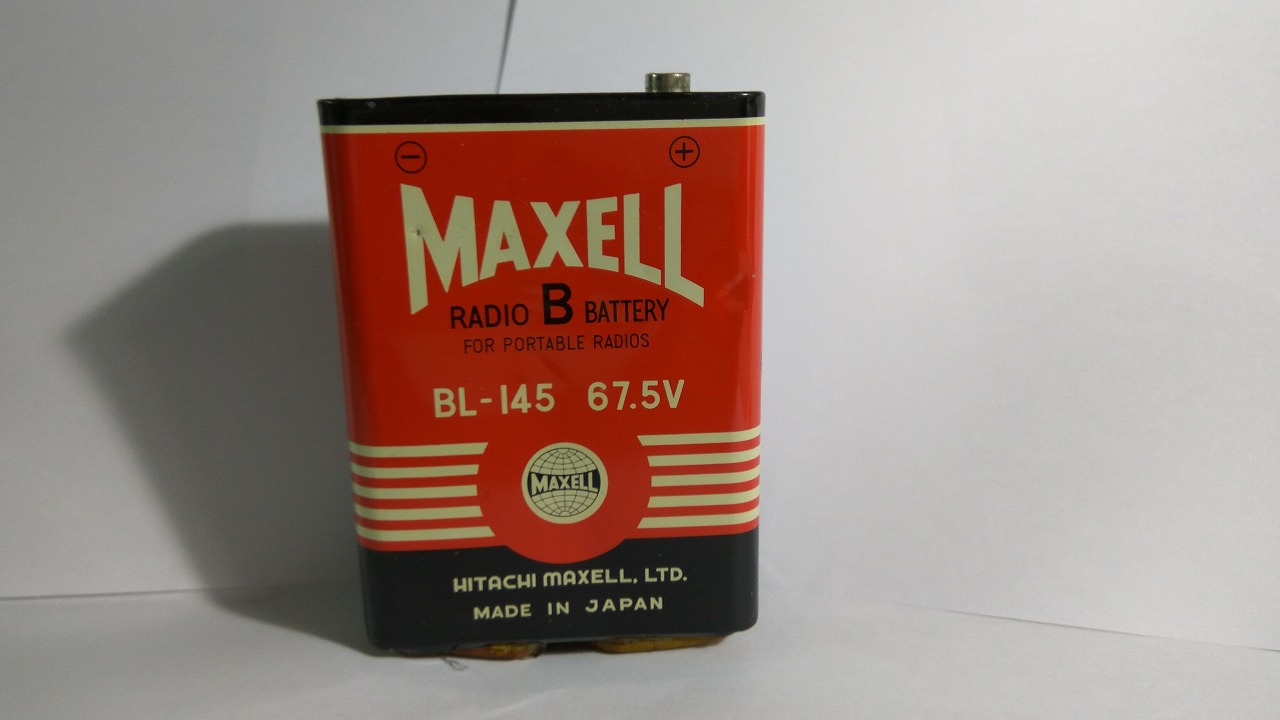 ⊖ ⊕
MAXELL
RADIO B BATTERY
FOR PORTABLE RADIOS
BL-145 67.5V
MAXELL
HITACHI MAXELL, LTD.
MADE IN JAPAN